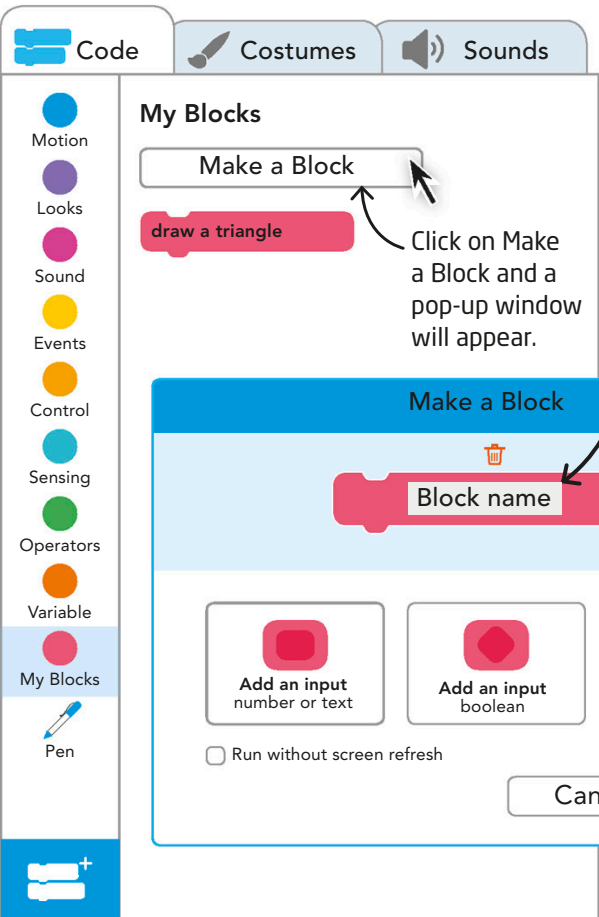 Code
Costumes
Sounds
Motion
Looks
Sound
Events
Control
Sensing
Operators
Variable
My Blocks
Pen
My Blocks
Make a Block
draw a triangle
Click on Make
a Block and a
pop-up window
will appear.
Make a Block
Block name
Add an input
number or text
Add an input
boolean
Run without screen refresh
Can